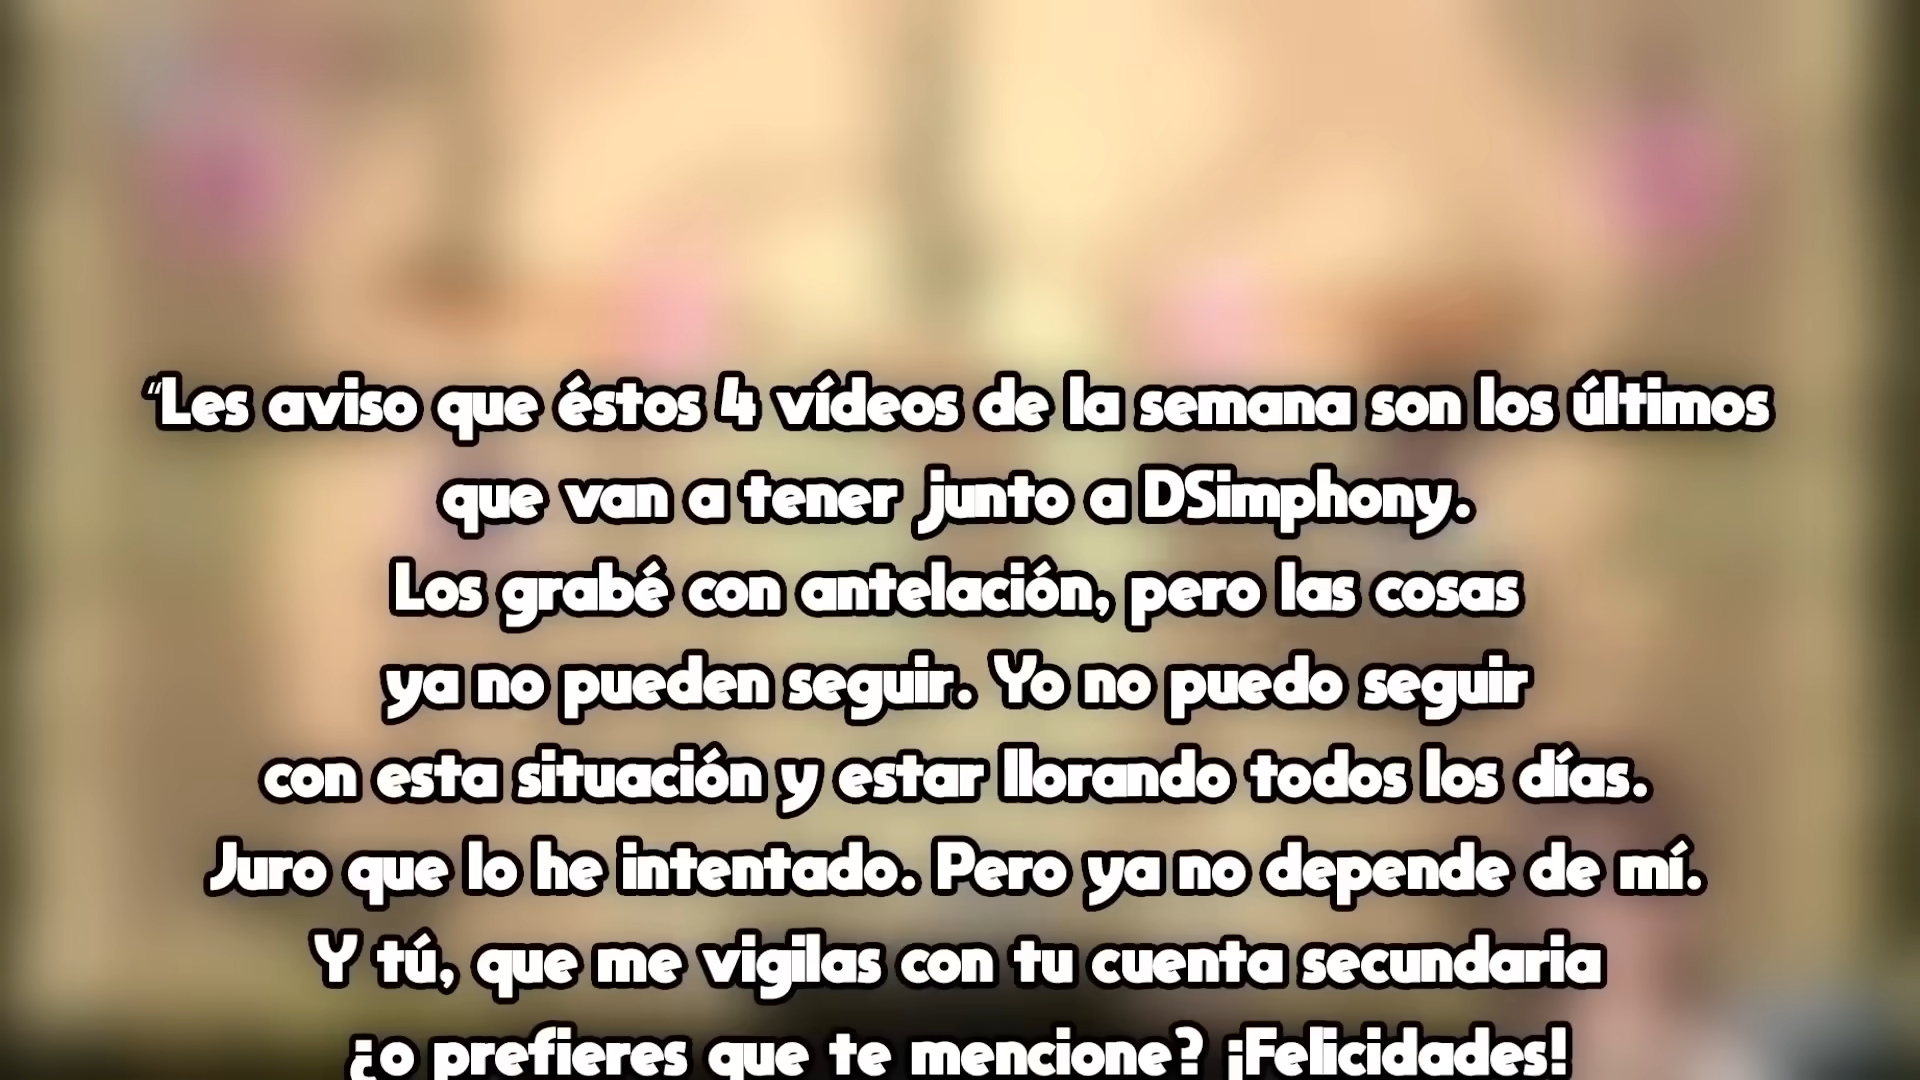 “Les aviso que éstos 4 vídeos de la semana son los últimos
que van a tener junto a DSimphony.
Los grabé con antelación, pero las cosas
ya no pueden seguir. Yo no puedo seguir
con esta situación y estar llorando todos los días.
Juro que lo he intentado. Pero ya no depende de mí.
Y tú, que me vigilas con tu cuenta secundaria
¿o prefieres que te mencione? ¡Felicidades!